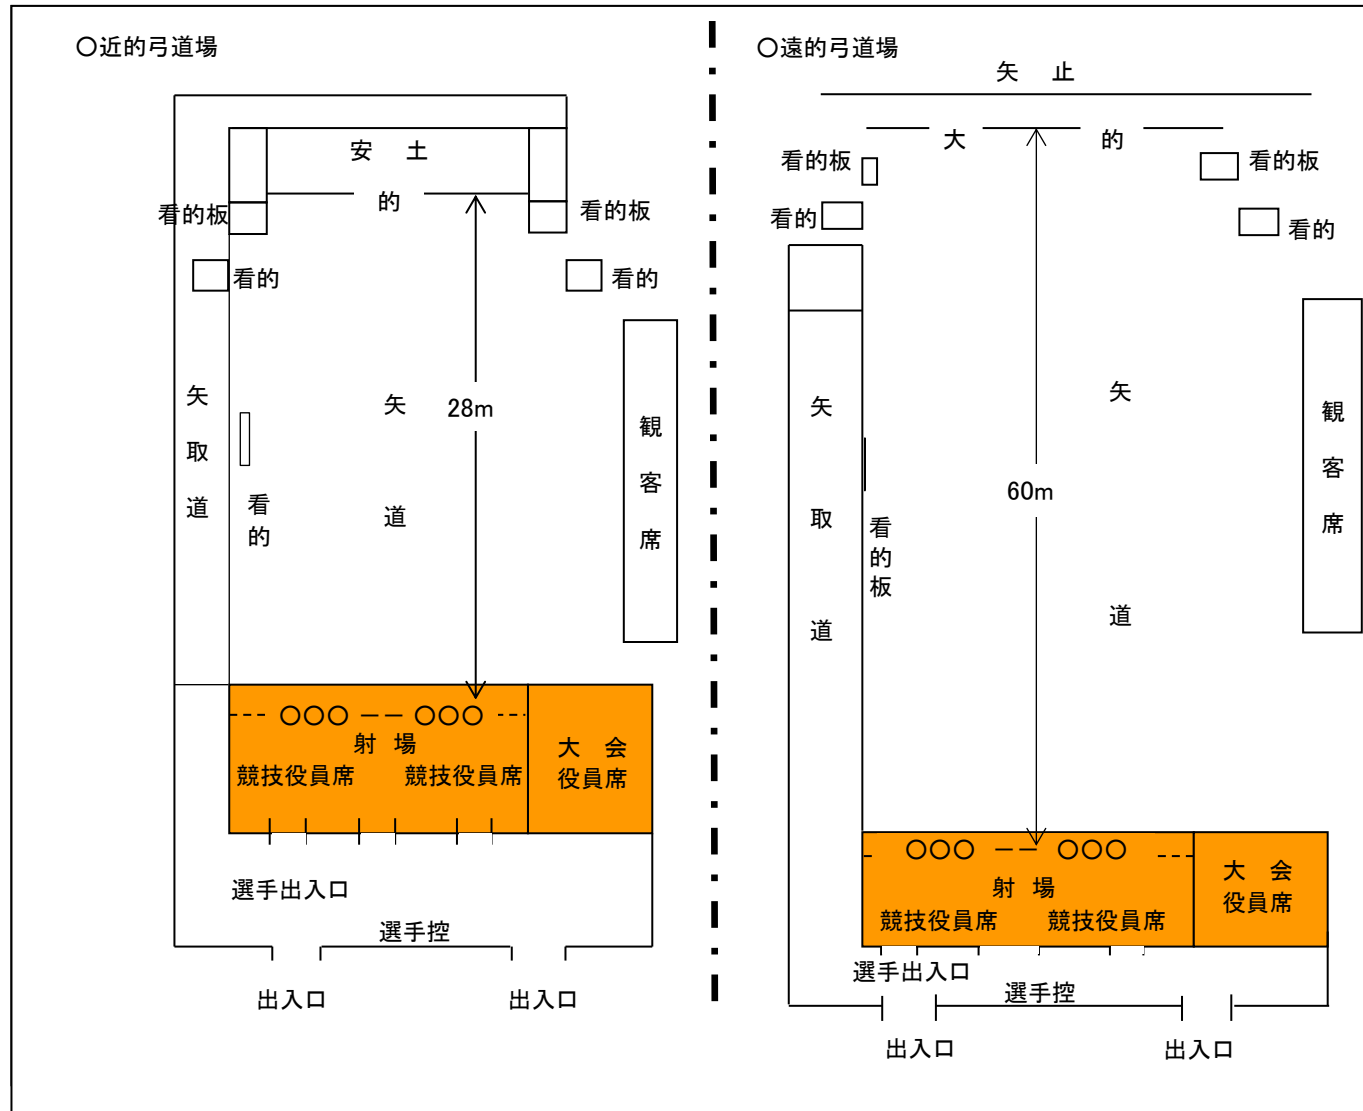 ○近的弓道場
安 土
的
看的板
看的板
看的
看的
矢取道
看的
矢道
28m
観客席
○○○ ―― ○○○
射 場
競技役員席 競技役員席
大 会
役員席
選手出入口
選手控
出入口 出入口
○遠的弓道場
矢 止
大 的
看的板
看的板
看的
看的
矢取道
看的板
矢道
60m
観客席
○○○ ―― ○○○
射 場
競技役員席 競技役員席
大 会
役員席
選手出入口
選手控
出入口 出入口